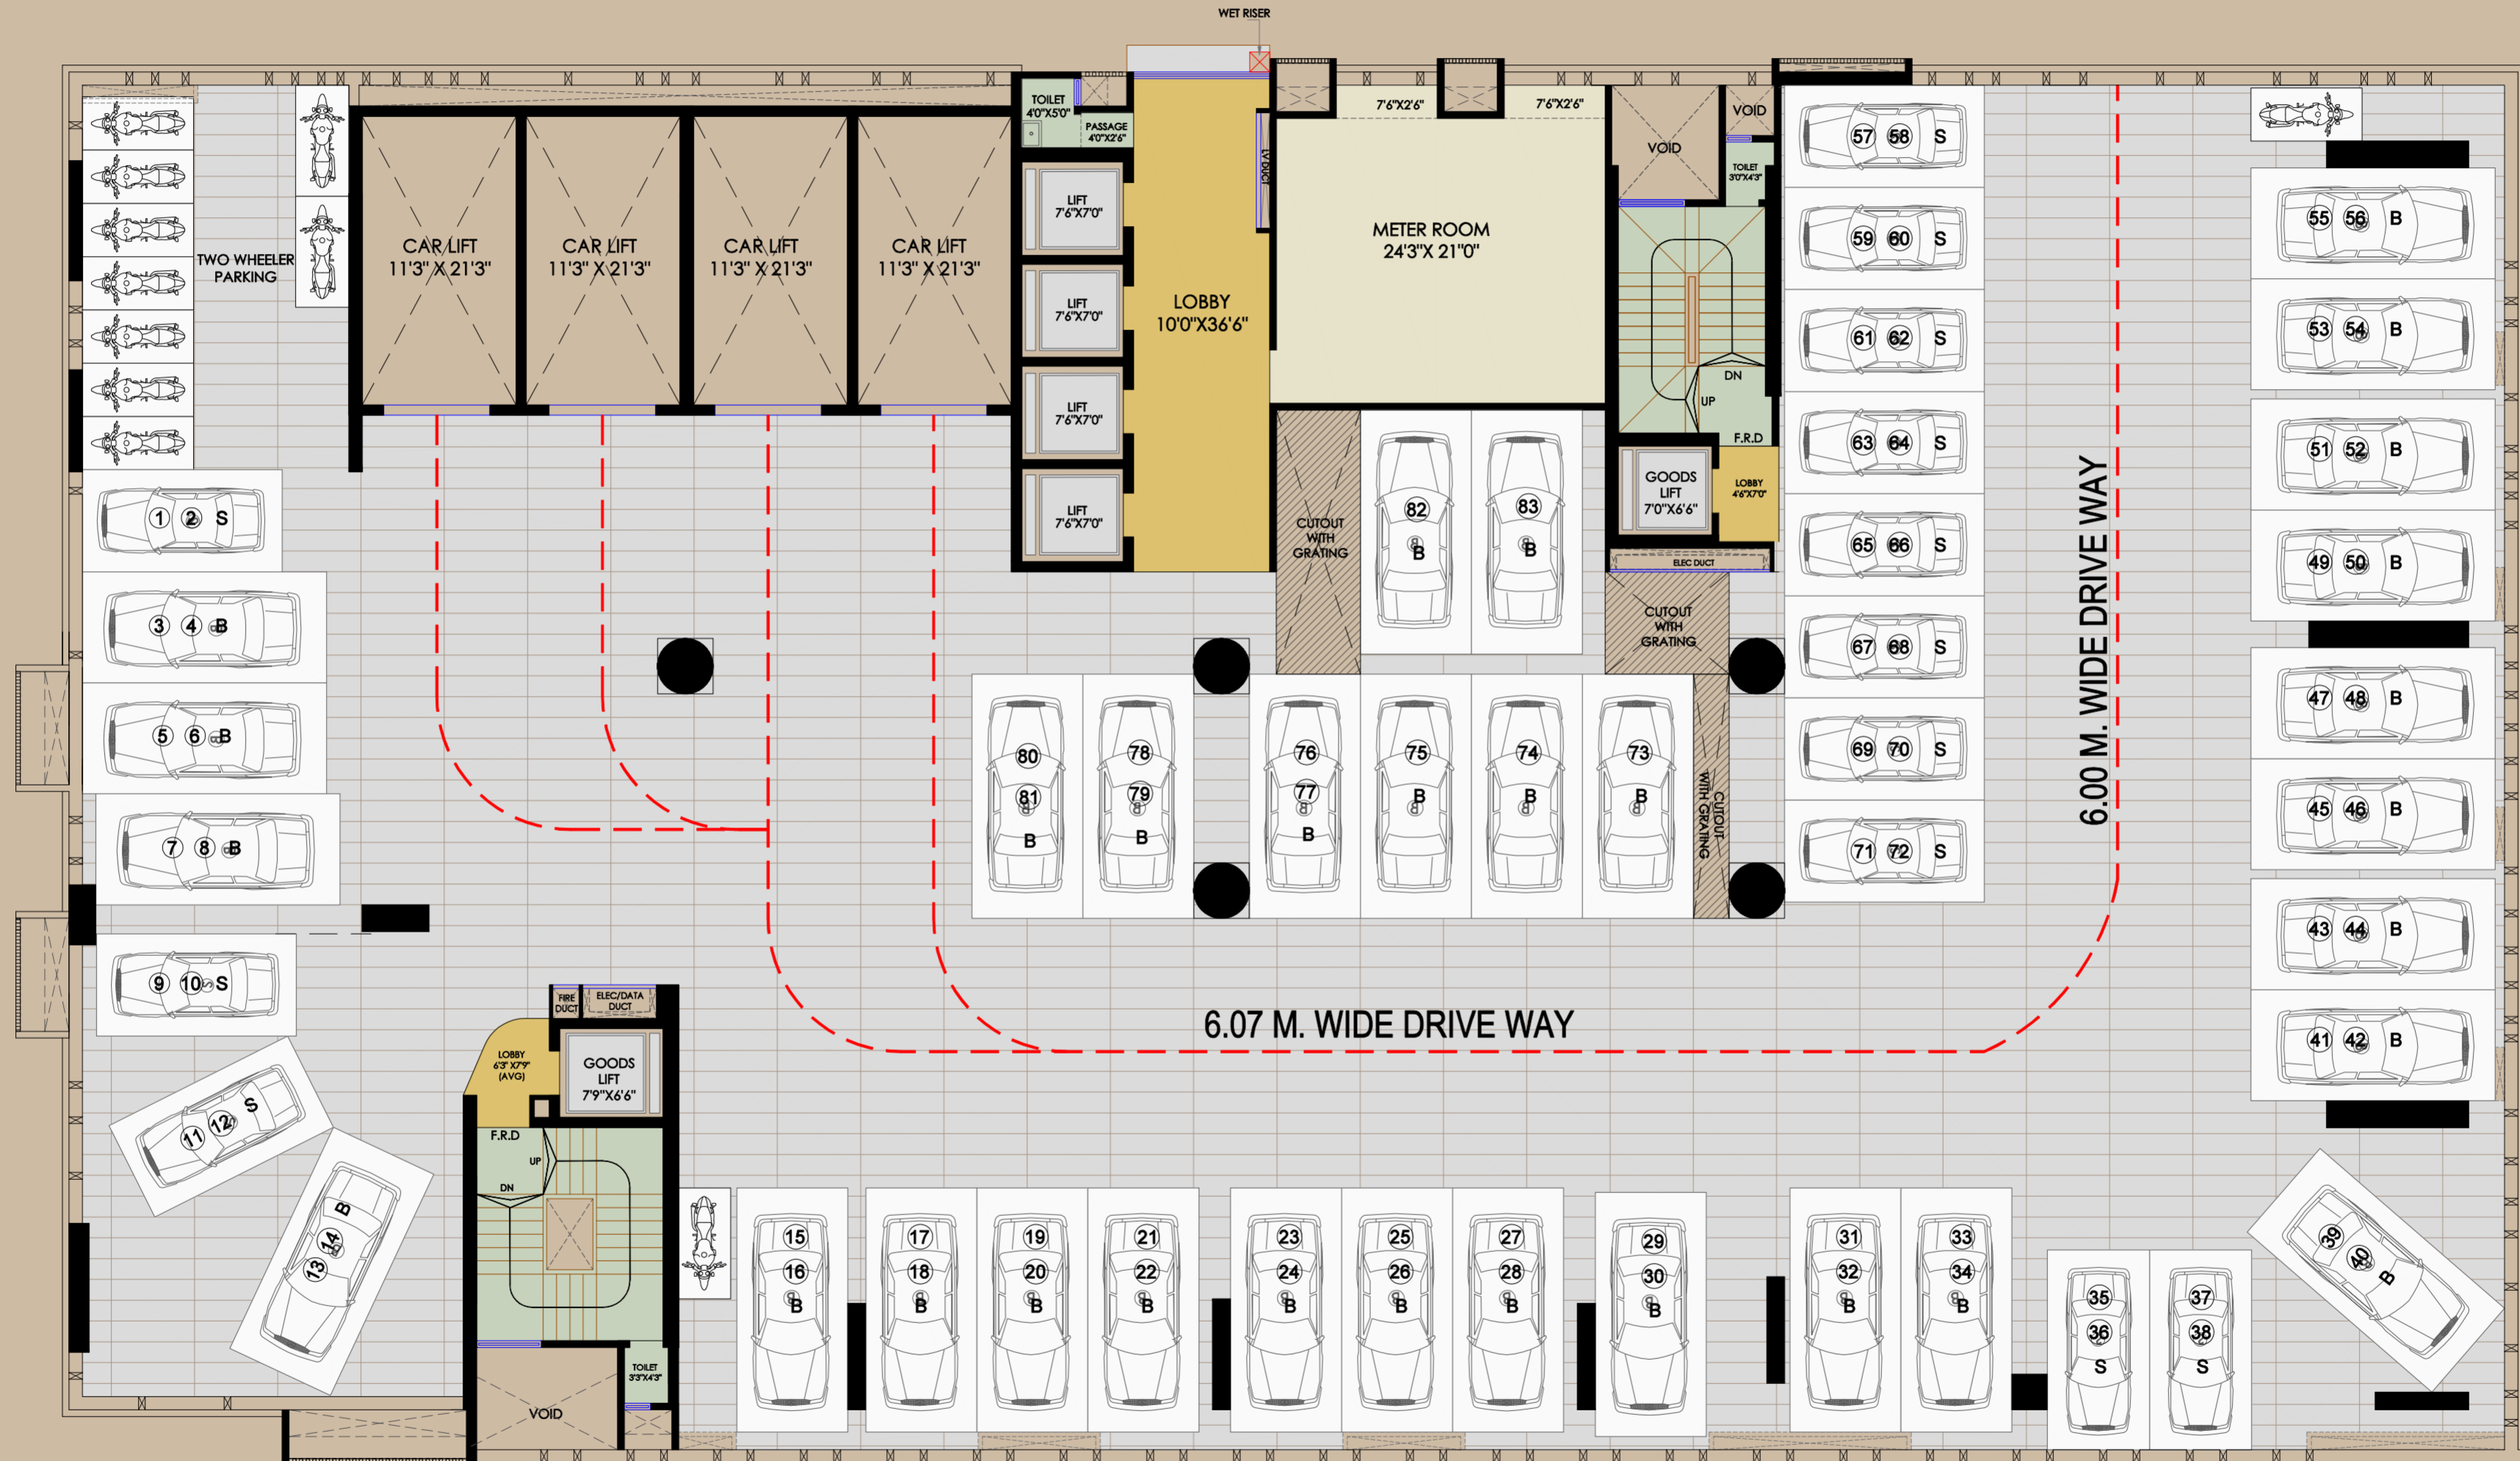 WET RISER
TOILET
4'0"X5'0"
PASSAGE
4'0"X2'6"
7'6"X2'6"
7'6"X2'6"
VOID
VOID
TOILET
3'0"X4'3"
LV DUCT
TWO WHEELER
PARKING
CAR LIFT
11'3" X 21'3"
CAR LIFT
11'3" X 21'3"
CAR LIFT
11'3" X 21'3"
CAR LIFT
11'3" X 21'3"
LIFT
7'6"X7'0"
LIFT
7'6"X7'0"
LIFT
7'6"X7'0"
LIFT
7'6"X7'0"
LOBBY
10'0"X36'6"
METER ROOM
24'3"X 21"0"
DN
UP
F.R.D
GOODS
LIFT
7'0"X6'6"
LOBBY
4'6"X7'0"
ELEC DUCT
CUTOUT
WITH
GRATING
CUTOUT
WITH
GRATING
CUTOUT
WITH GRATING
57 58 S
59 60 S
61 62 S
63 64 S
65 66 S
67 68 S
69 70 S
71 72 S
6.00 M. WIDE DRIVE WAY
55 56 B
53 54 B
51 52 B
49 50 B
47 48 B
45 46 B
43 44 B
41 42 B
82
B
83
B
1 2 S
3 4 B
5 6 B
7 8 B
9 10 S
11 12 S
13 14 B
80
81
B
78
79
B
76
77
B
75
B
74
B
73
B
6.07 M. WIDE DRIVE WAY
FIRE
DUCT
ELEC/DATA
DUCT
LOBBY
6'3" X7'9"
(AVG)
GOODS
LIFT
7'9"X6'6"
F.R.D
UP
DN
TOILET
3'3"X4'3"
VOID
15
16
B
17
18
B
19
20
B
21
22
B
23
24
B
25
26
B
27
28
B
29
30
B
31
32
B
33
34
B
35
36
S
37
38
S
39
40
B